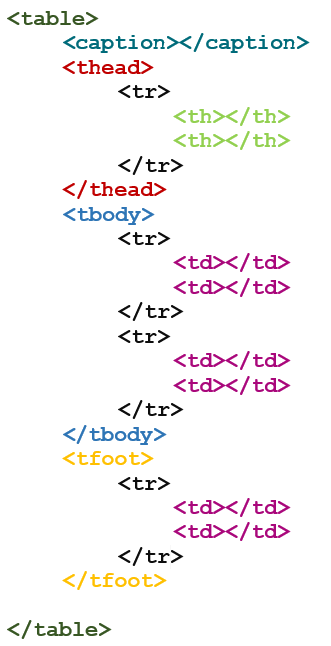 <table>
<caption></caption>
<thead>
<tr>
<th></th>
<th></th>
</tr>
</thead>
<tbody>
<tr>
<td></td>
<td></td>
</tr>
<tr>
<td></td>
<td></td>
</tr>
</tbody>
<tfoot>
<tr>
<td></td>
<td></td>
</tr>
</tfoot>
</table>